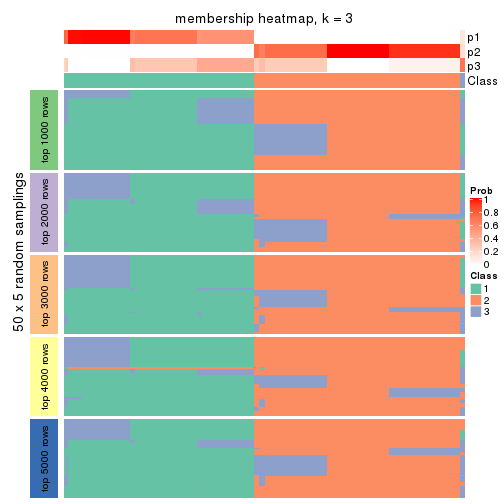 membership heatmap, k = 3
p1
p2
p3
Class
50 x 5 random samplings
top 1000 rows
top 2000 rows
top 3000 rows
top 4000 rows
top 5000 rows
Prob
1
0.8
0.6
0.4
0.2
0
Class
1
2
3